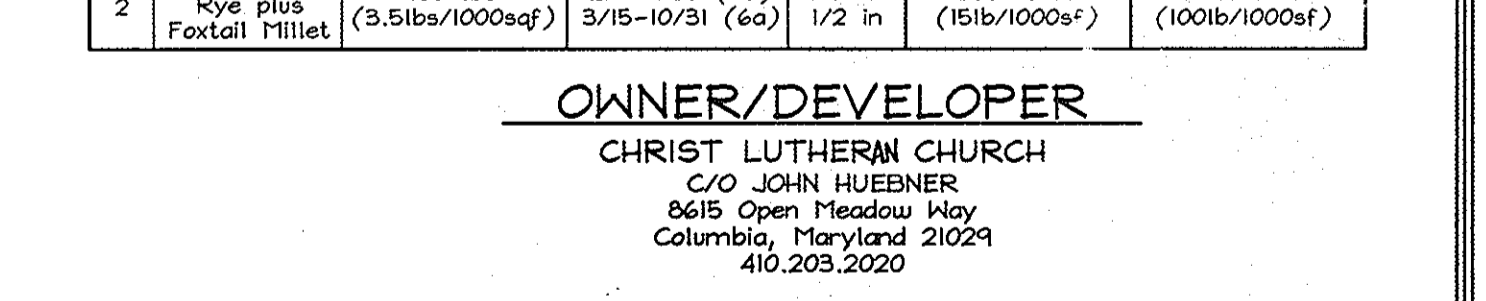 2 Rye plus Foxtail Millet (3.5lbs/1000sqf) 3/15-10/31 (6a) 1/2 in (15lb/1000sf) (100lb/1000sf)
OWNER/DEVELOPER
CHRIST LUTHERAN CHURCH
C/O JOHN HUEBNER
8615 Open Meadow Way
Columbia, Maryland 21029
410.203.2020